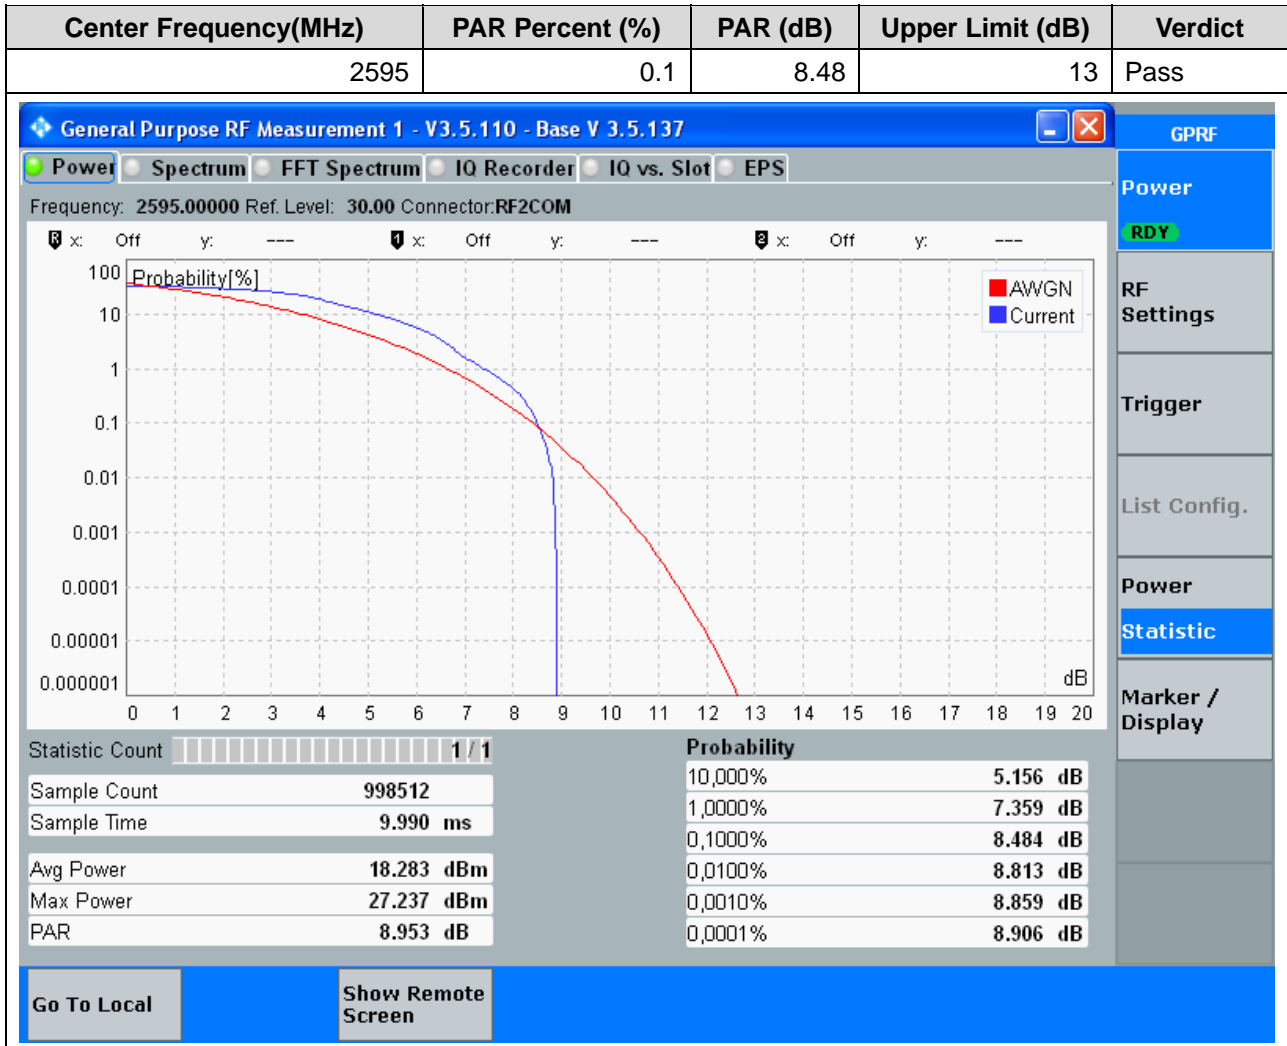 Center Frequency(MHz) PAR Percent (%) PAR (dB) Upper Limit (dB) Verdict
2595 0.1 8.48 13 Pass
General Purpose RF Measurement 1 - V3.5.110 - Base V 3.5.137
GPRF
Power Spectrum FFT Spectrum IQ Recorder IQ vs. Slot EPS
Power
RDY
Frequency: 2595.00000 Ref. Level: 30.00 Connector:RF2COM
R x: Off y: --- 1 x: Off y: --- 2 x: Off y: ---
Probability[%]
AWGN
Current
100
10
1
0.1
0.01
0.001
0.0001
0.00001
0.000001
dB
0 1 2 3 4 5 6 7 8 9 10 11 12 13 14 15 16 17 18 19 20
RF
Settings
Trigger
List Config.
Power
Statistic
Marker /
Display
Statistic Count 1 / 1
Sample Count 998512
Sample Time 9.990 ms
Avg Power 18.283 dBm
Max Power 27.237 dBm
PAR 8.953 dB
Probability
10,000% 5.156 dB
1,0000% 7.359 dB
0,1000% 8.484 dB
0,0100% 8.813 dB
0,0010% 8.859 dB
0,0001% 8.906 dB
Go To Local
Show Remote
Screen